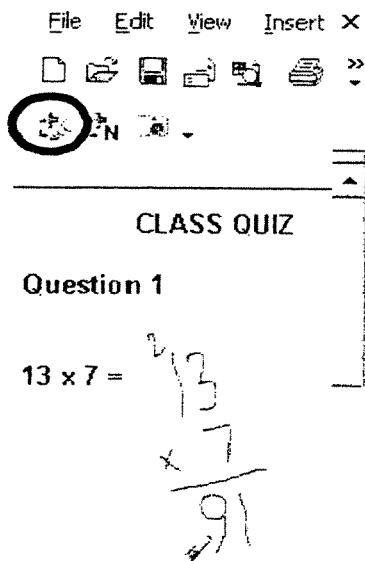 File Edit View Insert ×
»
N
CLASS QUIZ
Question 1
13 x 7 =
2
13
x 7
91